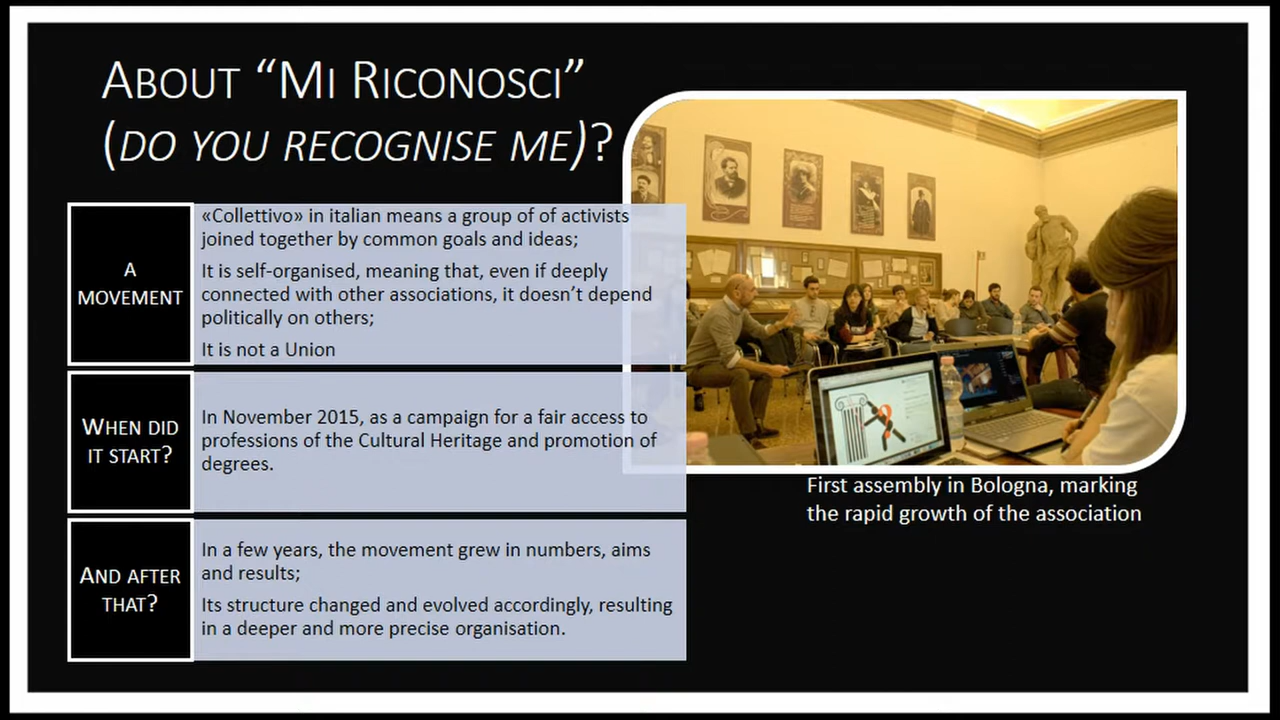 About “Mi Riconosci”
(do you recognise me)?
A
movement
«Collettivo» in italian means a group of of activists
joined together by common goals and ideas;
It is self-organised, meaning that, even if deeply
connected with other associations, it doesn’t depend
politically on others;
It is not a Union
When did
it start?
In November 2015, as a campaign for a fair access to
professions of the Cultural Heritage and promotion of
degrees.
And after
that?
In a few years, the movement grew in numbers, aims
and results;
Its structure changed and evolved accordingly, resulting
in a deeper and more precise organisation.
First assembly in Bologna, marking
the rapid growth of the association